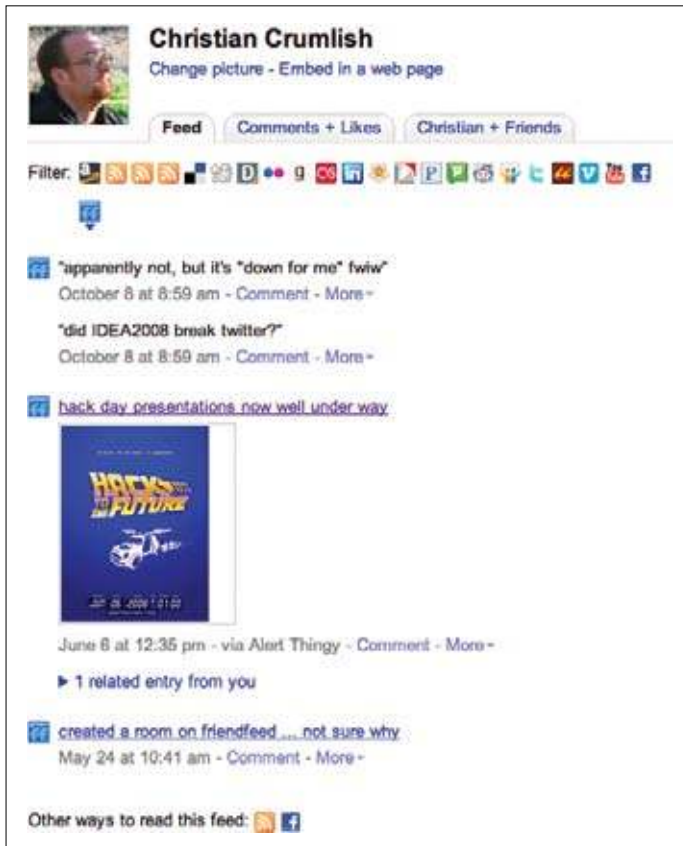 Christian Crumlish
Change picture - Embed in a web page
Feed
Comments + Likes
Christian + Friends
Filter:
"apparently not, but it's "down for me" fwiw"
October 8 at 8:59 am - Comment - More
"did IDEA2008 break twitter?"
October 8 at 8:59 am - Comment - More
hack day presentations now well under way
HACKS
TO THE
FUTURE
June 6 at 12:35 pm - via Alert Thingy - Comment - More
1 related entry from you
created a room on friendfeed ... not sure why
May 24 at 10:41 am - Comment - More
Other ways to read this feed: